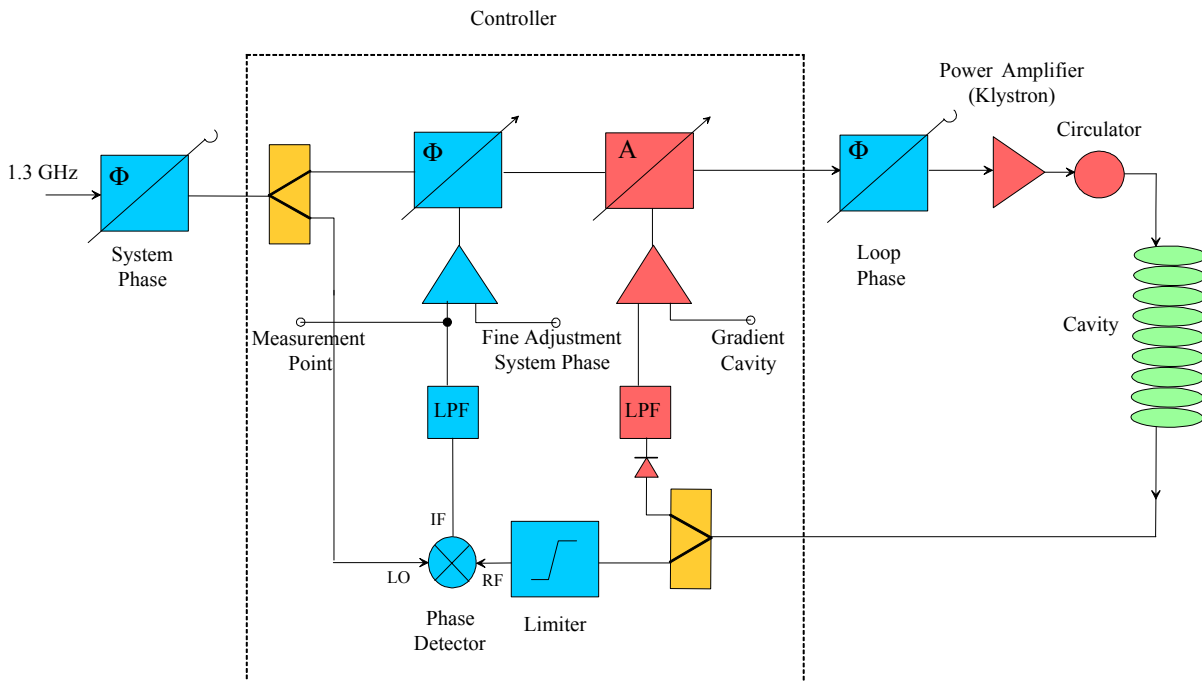 Controller
Power Amplifier
(Klystron)
Circulator
1.3 GHz
Φ
Φ
A
Φ
System
Phase
Loop
Phase
Measurement
Point
Fine Adjustment
System Phase
Gradient
Cavity
Cavity
LPF
LPF
IF
LO
RF
Phase
Detector
Limiter